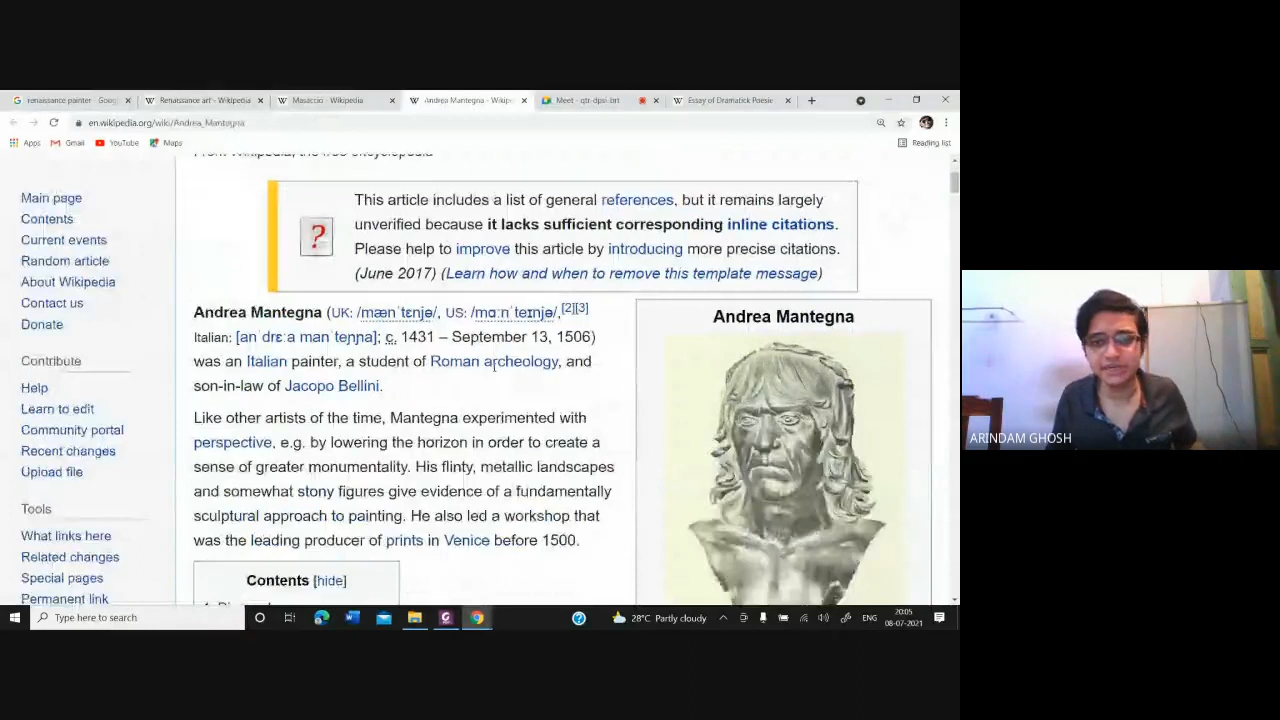 renaissance painter - Goog
Renaissance art - Wikipedia
Masaccio - Wikipedia
Andrea Mantegna - Wikip
Meet - qtr-dpsi-brt
Essay of Dramatick Poesie
en.wikipedia.org/wiki/Andrea_Mantegna
Apps
Gmail
YouTube
Maps
Reading list
From Wikipedia, the free encyclopedia
Main page
Contents
Current events
Random article
About Wikipedia
Contact us
Donate
Contribute
Help
Learn to edit
Community portal
Recent changes
Upload file
Tools
What links here
Related changes
Special pages
Permanent link
This article includes a list of general references, but it remains largely
unverified because it lacks sufficient corresponding inline citations.
Please help to improve this article by introducing more precise citations.
(June 2017) (Learn how and when to remove this template message)
Andrea Mantegna (UK: /mænˈtɛnjə/, US: /mɑːnˈteɪnjə/,[2][3]
Italian: [anˈdrɛːa manˈteɲɲa]; c. 1431 – September 13, 1506)
was an Italian painter, a student of Roman archeology, and
son-in-law of Jacopo Bellini.
Like other artists of the time, Mantegna experimented with
perspective, e.g. by lowering the horizon in order to create a
sense of greater monumentality. His flinty, metallic landscapes
and somewhat stony figures give evidence of a fundamentally
sculptural approach to painting. He also led a workshop that
was the leading producer of prints in Venice before 1500.
Contents [hide]
Andrea Mantegna
ARINDAM GHOSH
Type here to search
28°C Partly cloudy
ENG
20:05
08-07-2021